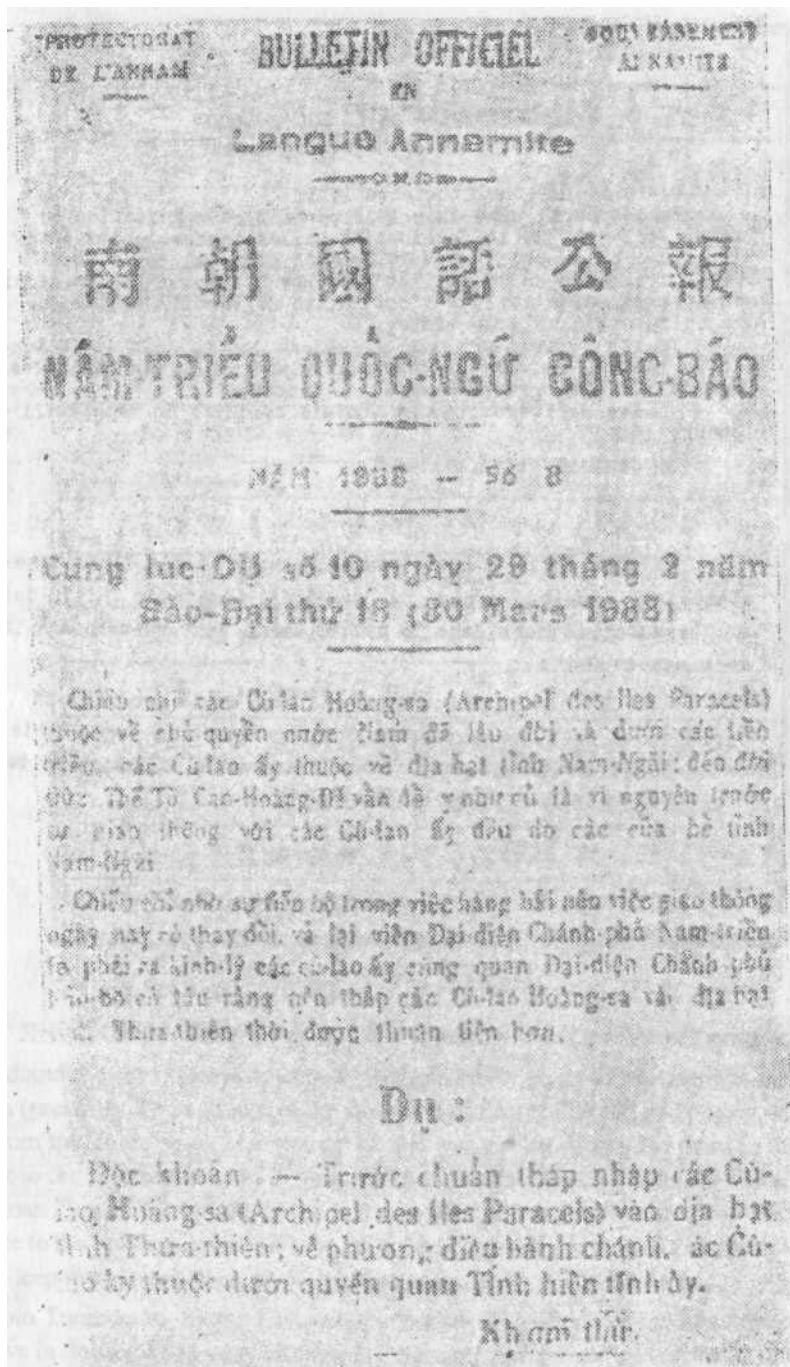 PROTECTORAT
DE L'ANNAM
BULLETIN OFFICIEL
EN
Langue Annamite
GOUVERNEMENT
ANNAMITE
南朝國語公報
NAM-TRIỀU QUỐC-NGỮ CÔNG-BÁO
NĂM 1938 — Số 8
Cung lục Dụ số 10 ngày 29 tháng 2 năm
Bảo-Đại thứ 13 (30 Mars 1938)
Chiếu chi các Cù-lao Hoàng-sa (Archipel des Iles Paracels)
thuộc về chủ quyền nước Nam đã lâu đời và dưới các tiền
triều, các Cù-lao ấy thuộc về địa hạt tỉnh Nam-Ngãi; đến đời
Đức Thế Tổ Cao-Hoàng-Đế vẫn để y như cũ là vì nguyên trước
sự giao thông với các Cù-lao ấy đều do các cửa bể tỉnh
Nam-Ngãi
Chiếu chi nhờ sự tiến bộ trong việc hàng hải nên việc giao thông
ngày nay có thay đổi, vả lại viên Đại-diện Chánh-phủ Nam-triều
ủy phái ra kinh-lý các cù-lao ấy cùng quan Đại-diện Chánh phủ
Bảo-hộ có tâu rằng nên tháp các Cù-lao Hoàng-sa vào địa hạt
Thừa-thiên thời được thuận tiện hơn.
Dụ :
Độc khoản. — Trước chuẩn tháp nhập các Cù-
lao Hoàng-sa (Archipel des Iles Paracels) vào địa hạt
tỉnh Thừa-thiên; về phương diện hành chánh, các Cù-
lao ấy thuộc dưới quyền quan Tỉnh hiến tỉnh ấy.
Khâm thử.